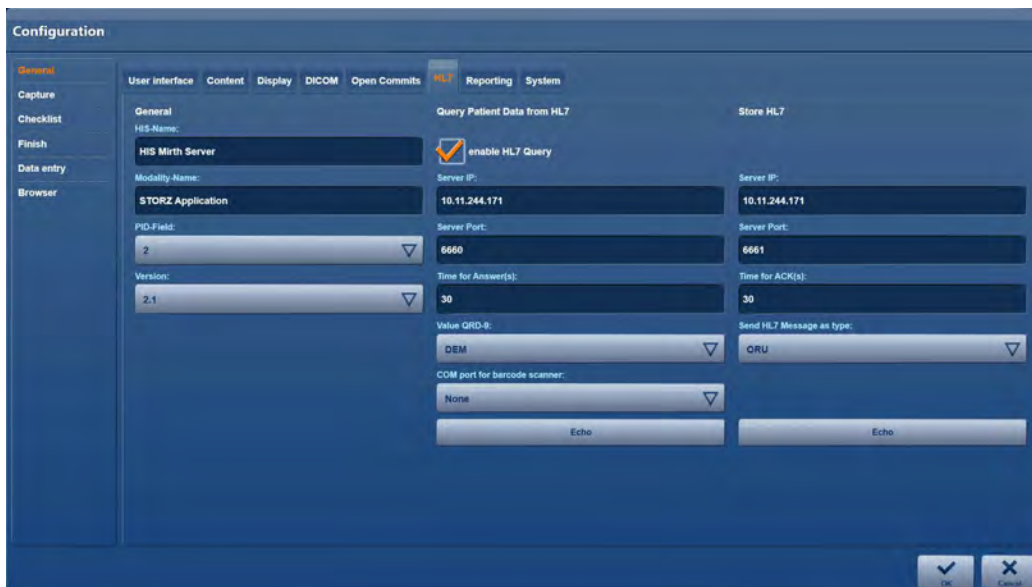 Configuration
General
Capture
Checklist
Finish
Data entry
Browser
User interface Content Display DICOM Open Commits HL7 Reporting System
General
HIS-Name:
HIS Mirth Server
Modality-Name:
STORZ Application
PID-Field:
2
Version:
2.1
Query Patient Data from HL7
enable HL7 Query
Server IP:
10.11.244.171
Server Port:
6660
Time for Answer(s):
30
Value QRD-9:
DEM
COM port for barcode scanner:
None
Echo
Store HL7
Server IP:
10.11.244.171
Server Port:
6661
Time for ACK(s):
30
Send HL7 Message as type:
ORU
Echo
OK
Cancel